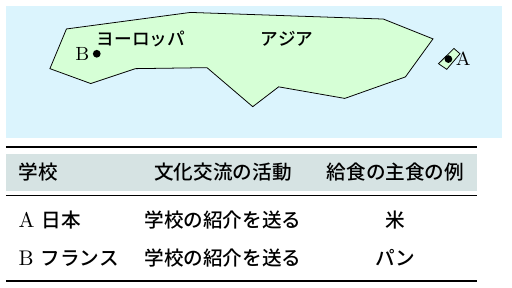 ヨーロッパ アジア
B A
学校 文化交流の活動 給食の主食の例
A 日本 学校の紹介を送る 米
B フランス 学校の紹介を送る パン